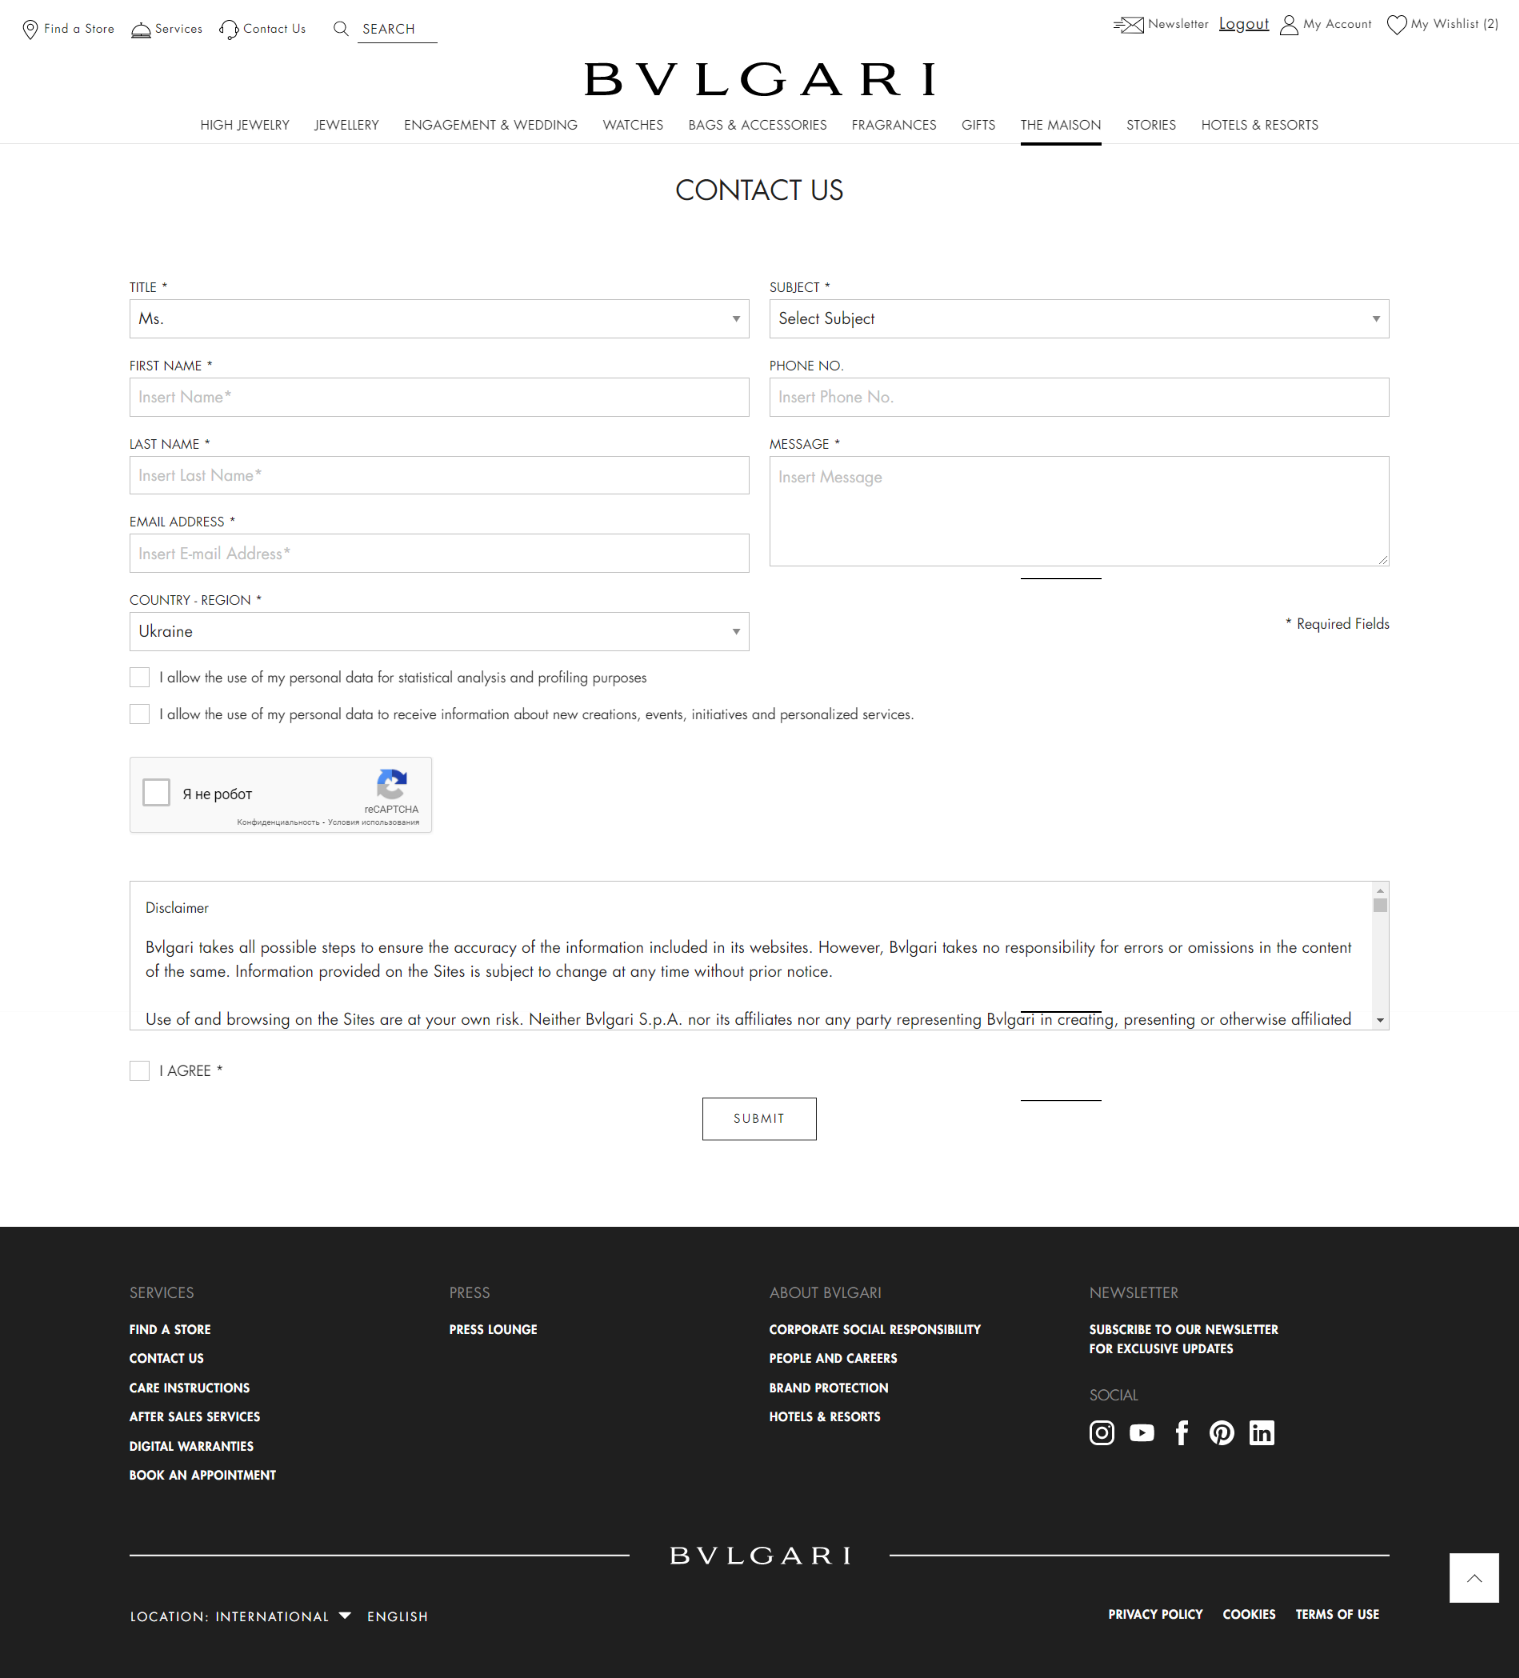 Find a Store Services Contact Us SEARCH Newsletter Logout My Account My Wishlist (2)
BVLGARI
HIGH JEWELRY JEWELLERY ENGAGEMENT & WEDDING WATCHES BAGS & ACCESSORIES FRAGRANCES GIFTS THE MAISON STORIES HOTELS & RESORTS
CONTACT US
TITLE *
Ms.
FIRST NAME *
Insert Name*
LAST NAME *
Insert Last Name*
EMAIL ADDRESS *
Insert E-mail Address*
COUNTRY - REGION *
Ukraine
SUBJECT *
Select Subject
PHONE NO.
Insert Phone No.
MESSAGE *
Insert Message
* Required Fields
I allow the use of my personal data for statistical analysis and profiling purposes
I allow the use of my personal data to receive information about new creations, events, initiatives and personalized services.
Я не робот
reCAPTCHA
Конфиденциальность - Условия использования
Disclaimer
Bvlgari takes all possible steps to ensure the accuracy of the information included in its websites. However, Bvlgari takes no responsibility for errors or omissions in the content
of the same. Information provided on the Sites is subject to change at any time without prior notice.
Use of and browsing on the Sites are at your own risk. Neither Bvlgari S.p.A. nor its affiliates nor any party representing Bvlgari in creating, presenting or otherwise affiliated
I AGREE *
SUBMIT
SERVICES
FIND A STORE
CONTACT US
CARE INSTRUCTIONS
AFTER SALES SERVICES
DIGITAL WARRANTIES
BOOK AN APPOINTMENT
PRESS
PRESS LOUNGE
ABOUT BVLGARI
CORPORATE SOCIAL RESPONSIBILITY
PEOPLE AND CAREERS
BRAND PROTECTION
HOTELS & RESORTS
NEWSLETTER
SUBSCRIBE TO OUR NEWSLETTER
FOR EXCLUSIVE UPDATES
SOCIAL
BVLGARI
LOCATION: INTERNATIONAL ENGLISH
PRIVACY POLICY COOKIES TERMS OF USE